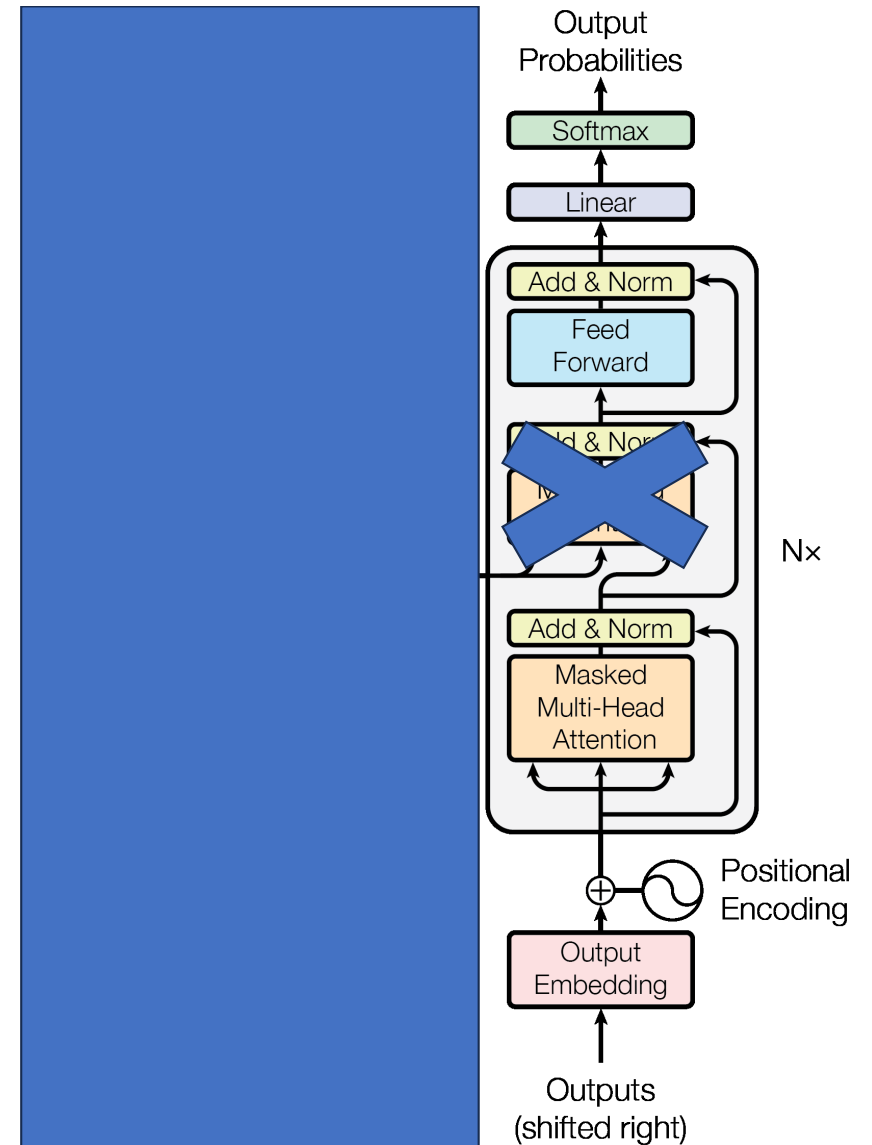 Output
Probabilities
Softmax
Linear
Add & Norm
Feed
Forward
Add & Norm
Masked
Multi-Head
Attention
N×
Positional
Encoding
Output
Embedding
Outputs
(shifted right)